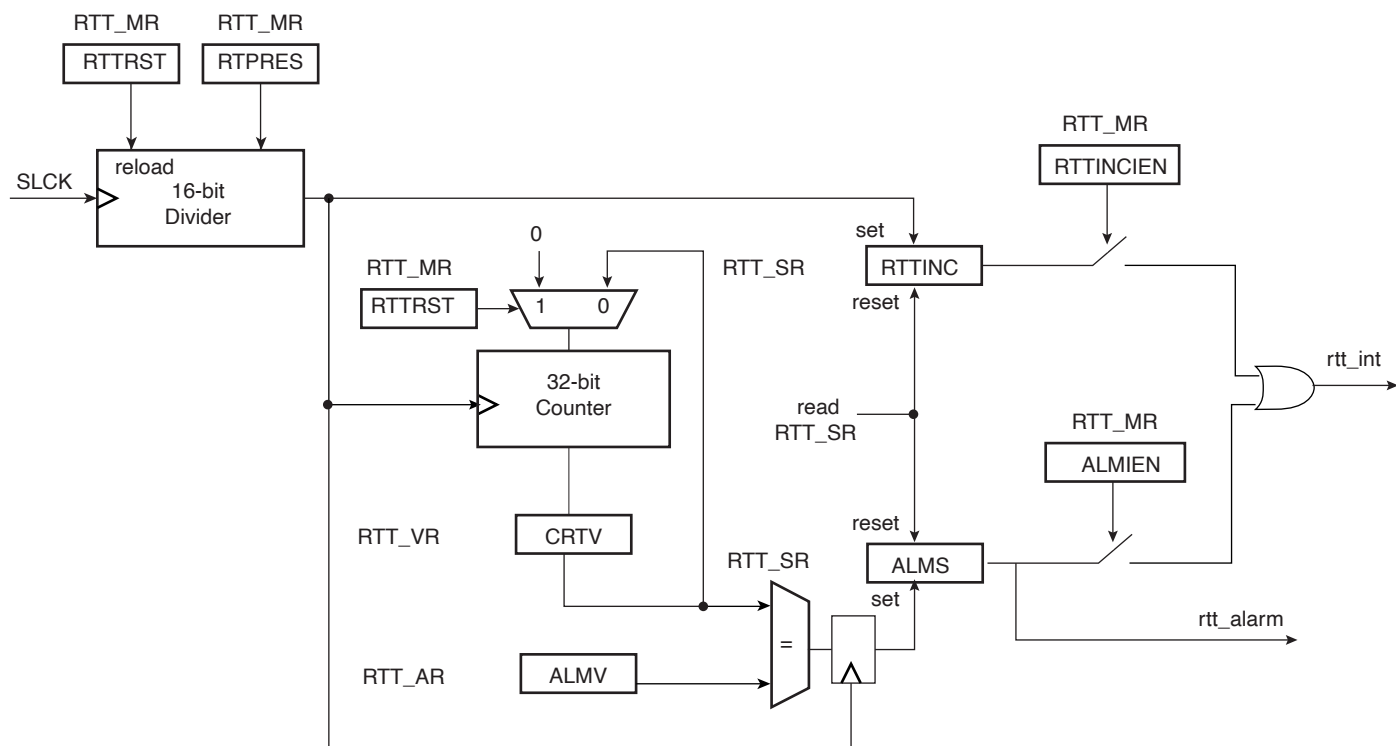 RTT_MR
RTT_MR
RTTRST
RTPRES
reload
SLCK
16-bit
Divider
RTT_MR
RTTINCIEN
0
set
RTT_MR
RTT_SR
RTTINC
RTTRST
1
0
reset
32-bit
Counter
rtt_int
read
RTT_SR
RTT_MR
ALMIEN
reset
RTT_VR
CRTV
RTT_SR
ALMS
set
rtt_alarm
=
RTT_AR
ALMV